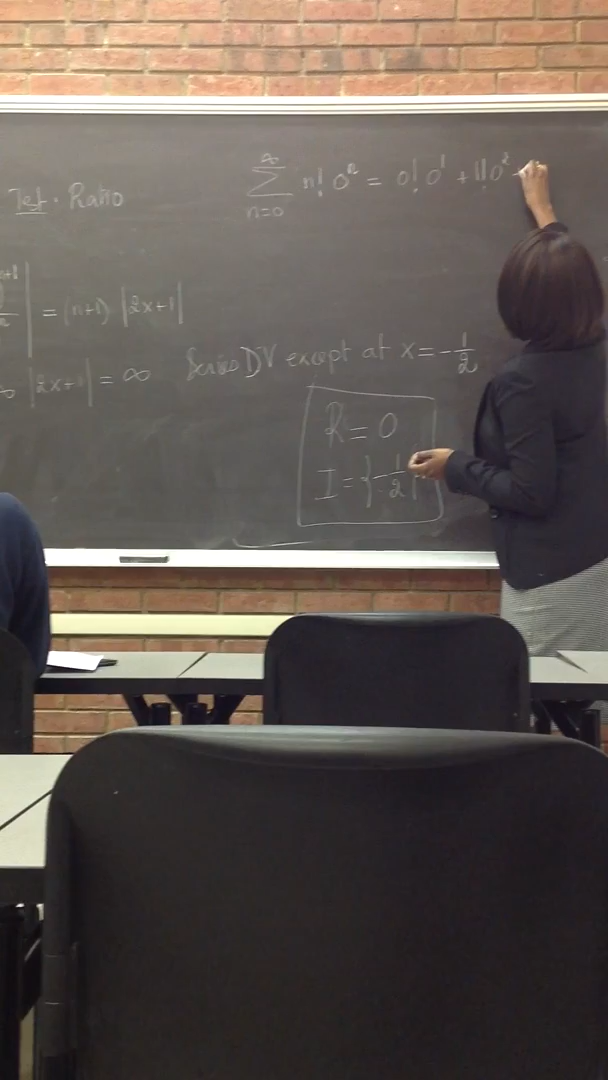 Test. Ratio
∞
∑ n! 0ⁿ = 0! 0¹ + 1! 0² +
n=0
n+1
n | = (n+1) |2x+1|
|2x+1| = ∞
Series DV except at x = -1/2
R = 0
I = {-1/2}